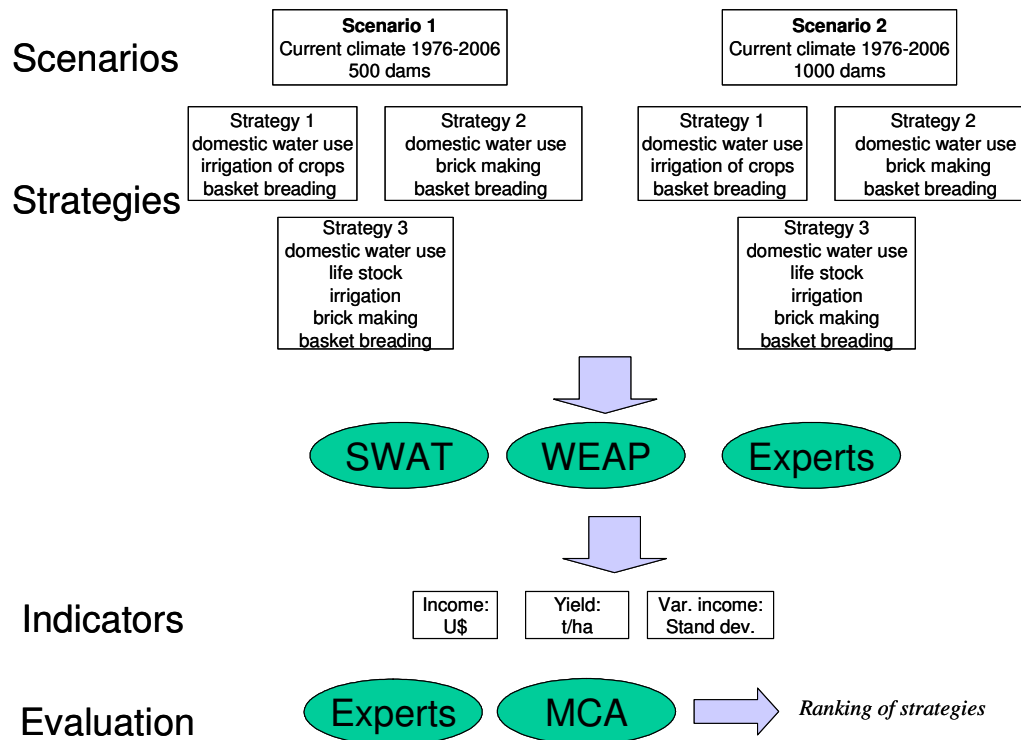 Scenarios
Scenario 1
Current climate 1976-2006
500 dams
Scenario 2
Current climate 1976-2006
1000 dams
Strategies
Strategy 1
domestic water use
irrigation of crops
basket breading
Strategy 2
domestic water use
brick making
basket breading
Strategy 3
domestic water use
life stock
irrigation
brick making
basket breading
Strategy 1
domestic water use
irrigation of crops
basket breading
Strategy 2
domestic water use
brick making
basket breading
Strategy 3
domestic water use
life stock
irrigation
brick making
basket breading
SWAT
WEAP
Experts
Indicators
Income:
U$
Yield:
t/ha
Var. income:
Stand dev.
Evaluation
Experts
MCA
Ranking of strategies